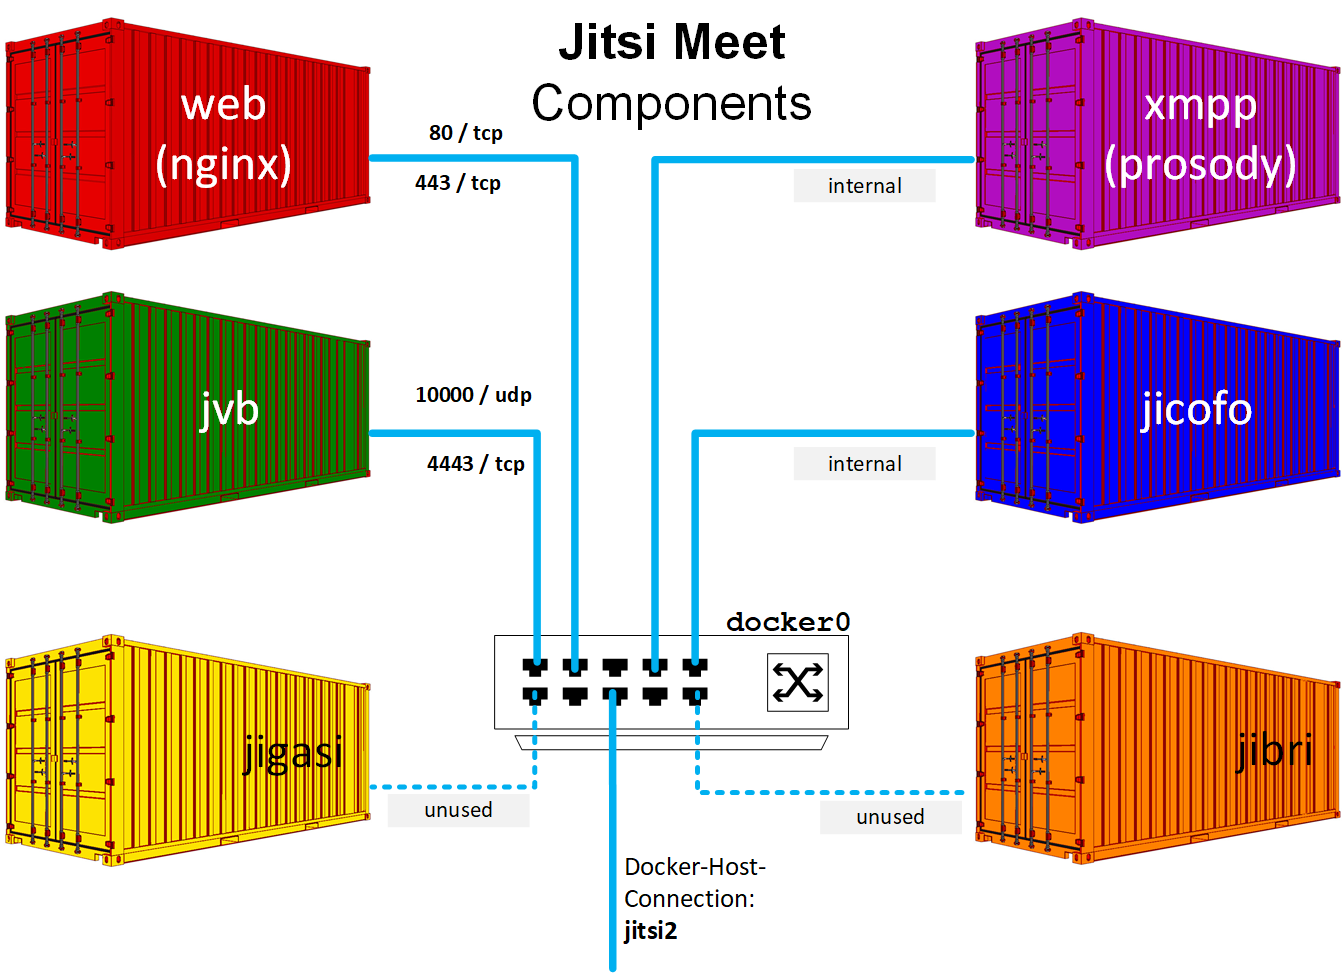 Jitsi Meet
Components
web
(nginx)
80 / tcp
443 / tcp
xmpp
(prosody)
internal
jvb
10000 / udp
4443 / tcp
jicofo
internal
docker0
jigasi
unused
jibri
unused
Docker-Host-
Connection:
jitsi2